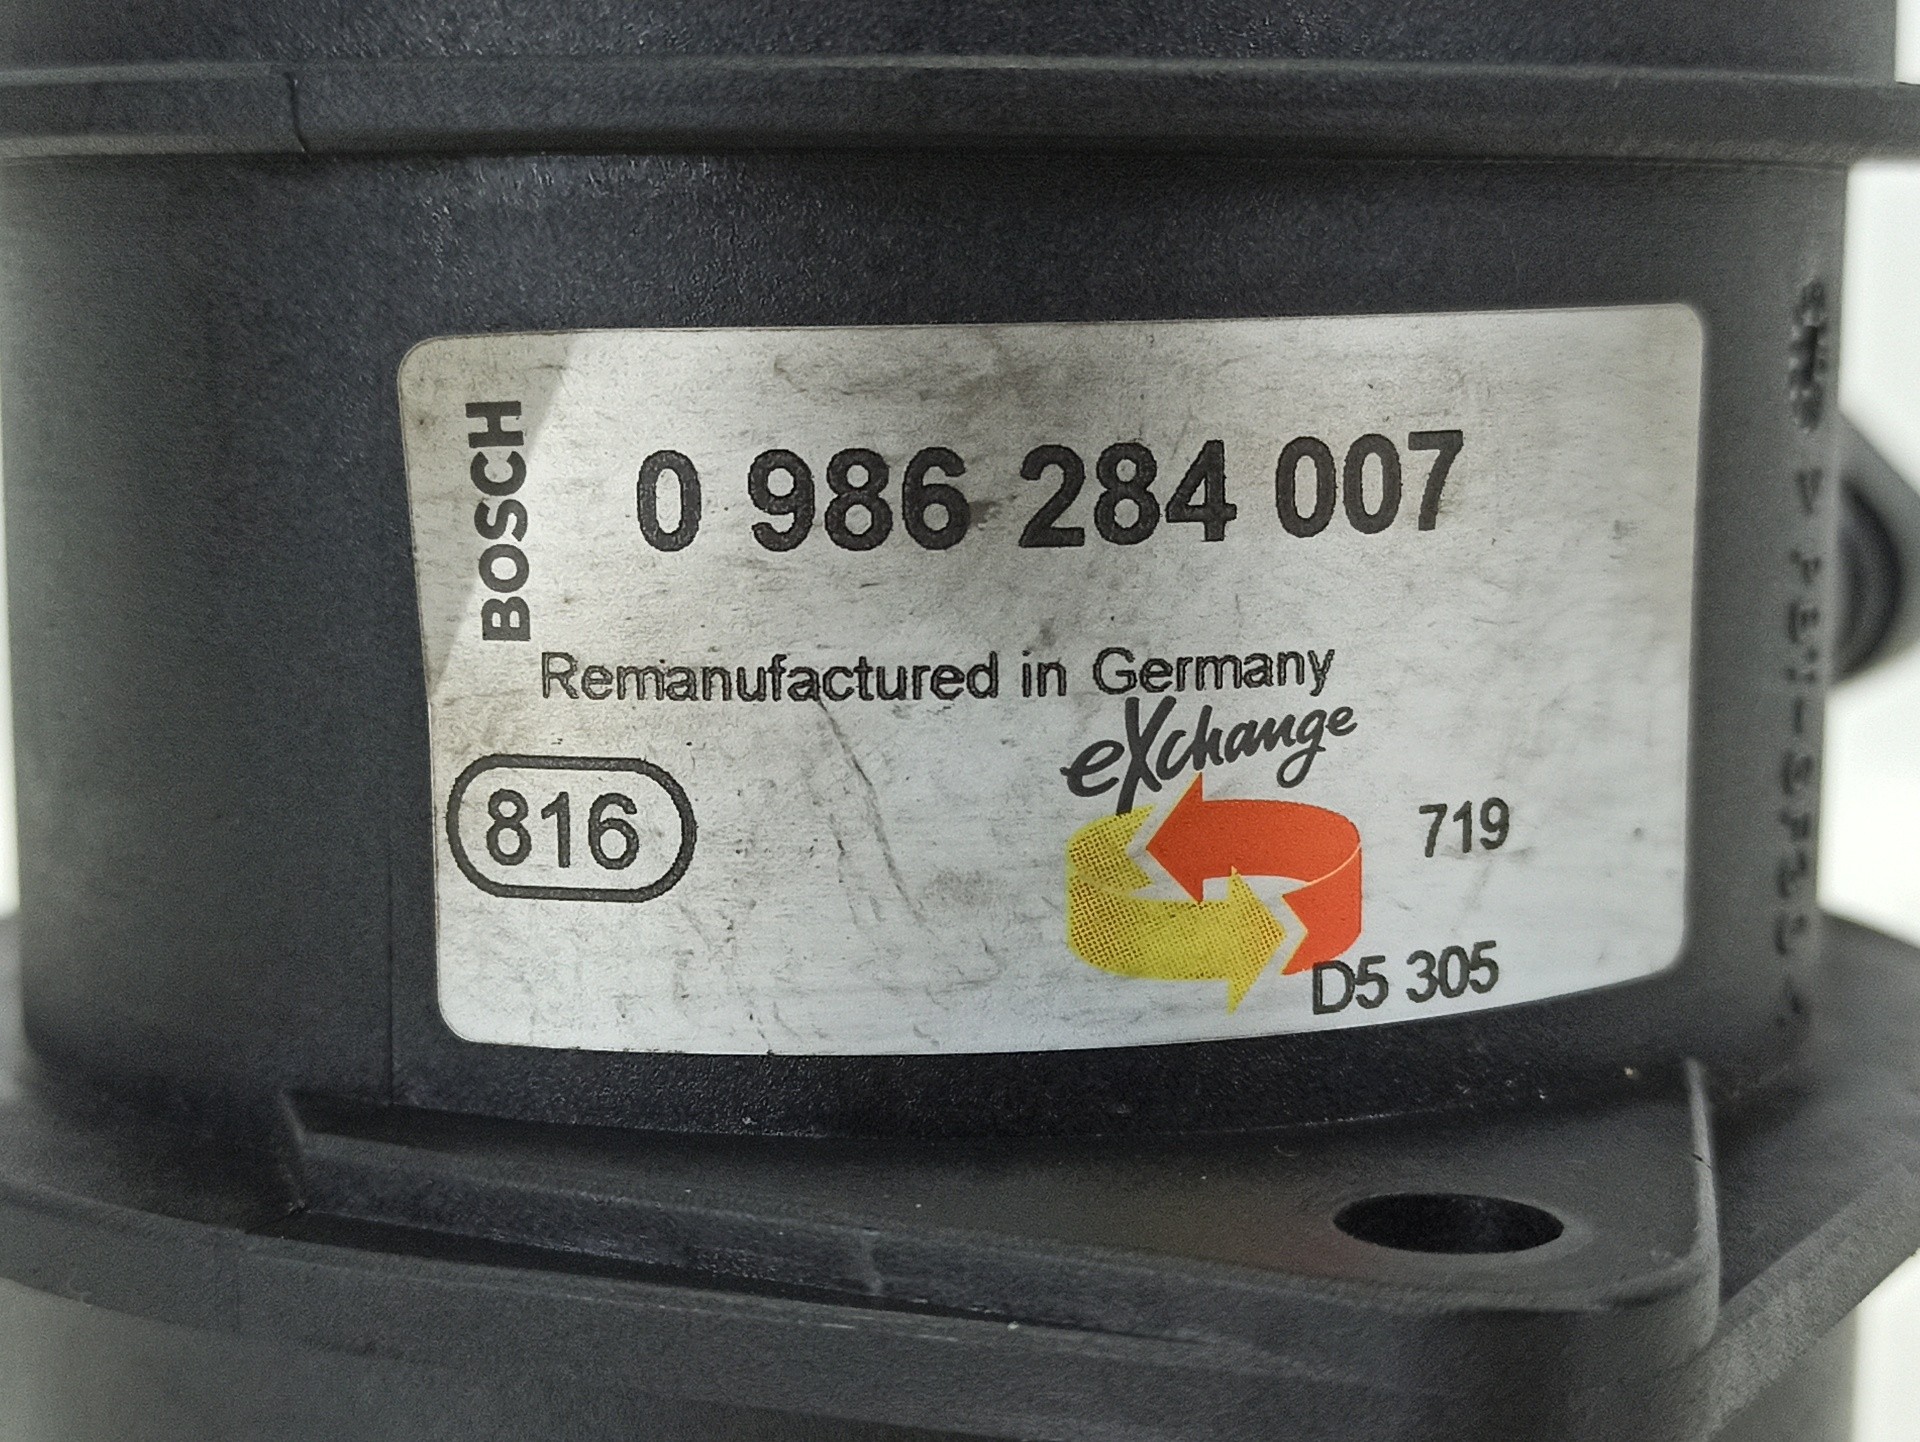 BOSCH
0 986 284 007
Remanufactured in Germany
eXchange
816
719
D5 305